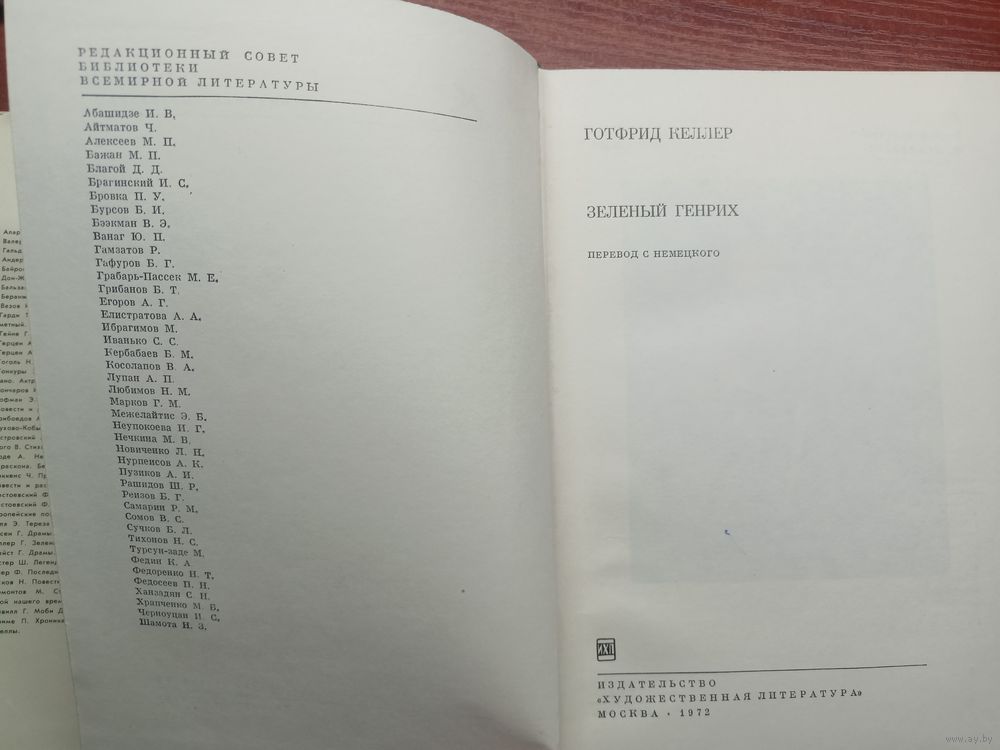 РЕДАКЦИОННЫЙ СОВЕТ
БИБЛИОТЕКИ
ВСЕМИРНОЙ ЛИТЕРАТУРЫ
Абашидзе И. В.
Айтматов Ч.
Алексеев М. П.
Бажан М. П.
Благой Д. Д.
Брагинский И. С.
Бровка П. У.
Бурсов Б. И.
Бээкман В. Э.
Ванаг Ю. П.
Гамзатов Р.
Гафуров Б. Г.
Грабарь-Пассек М. Е.
Грибанов Б. Т.
Егоров А. Г.
Елистратова А. А.
Ибрагимов М.
Иванько С. С.
Кербабаев Б. М.
Косолапов В. А.
Лупан А. П.
Любимов Н. М.
Марков Г. М.
Межелайтис Э. Б.
Неупокоева И. Г.
Нечкина М. В.
Новиченко Л. Н.
Нурпеисов А. К.
Пузиков А. И.
Рашидов Ш. Р.
Реизов Б. Г.
Самарин Р. М.
Сомов В. С.
Сучков Б. Л.
Тихонов Н. С.
Турсун-заде М.
Федин К. А.
Федоренко Н. Т.
Федосеев П. Н.
Ханзадян С. Н.
Храпченко М. Б.
Черноуцан И. С.
Шамота Н. З.
ГОТФРИД КЕЛЛЕР
ЗЕЛЕНЫЙ ГЕНРИХ
ПЕРЕВОД С НЕМЕЦКОГО
ИЗДАТЕЛЬСТВО
«ХУДОЖЕСТВЕННАЯ ЛИТЕРАТУРА»
МОСКВА • 1972
www.ay.by